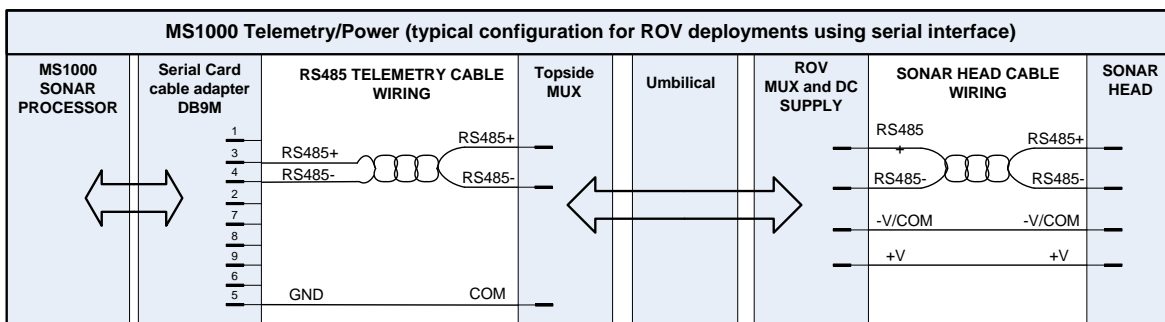 MS1000 Telemetry/Power (typical configuration for ROV deployments using serial interface)
MS1000
SONAR
PROCESSOR
Serial Card
cable adapter
DB9M
RS485 TELEMETRY CABLE
WIRING
Topside
MUX
Umbilical
ROV
MUX and DC
SUPPLY
SONAR HEAD CABLE
WIRING
SONAR
HEAD
1
3
4
2
7
8
9
6
5
RS485+
RS485-
RS485+
RS485-
GND
COM
RS485
+
RS485-
RS485+
RS485-
-V/COM
-V/COM
+V
+V